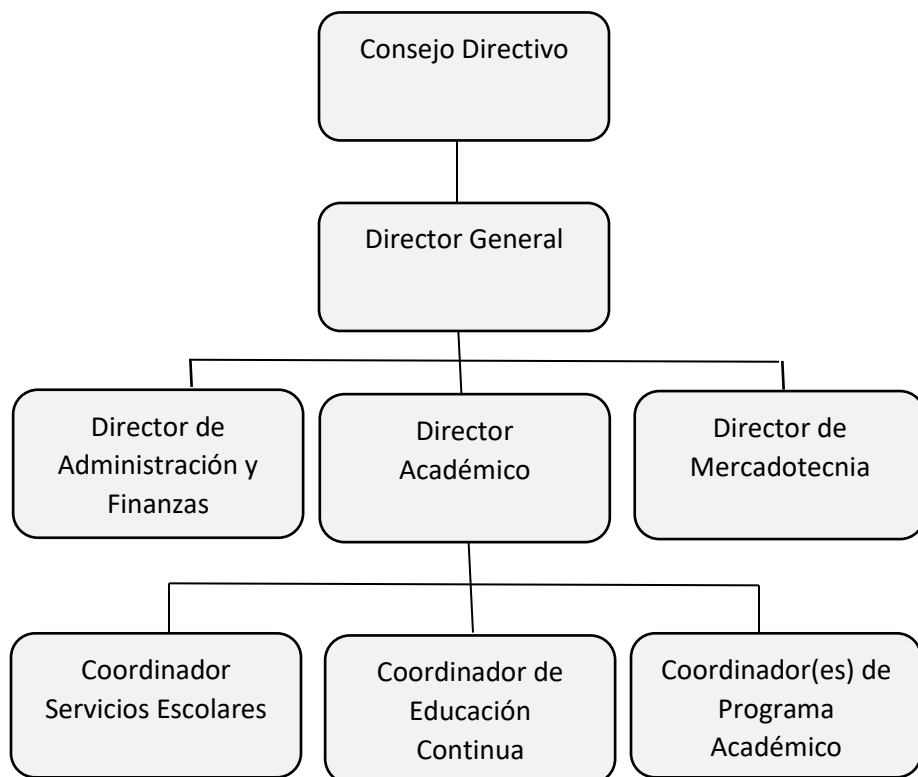 Consejo Directivo
Director General
Director de
Administración y
Finanzas
Director
Académico
Director de
Mercadotecnia
Coordinador
Servicios Escolares
Coordinador de
Educación
Continua
Coordinador(es) de
Programa
Académico